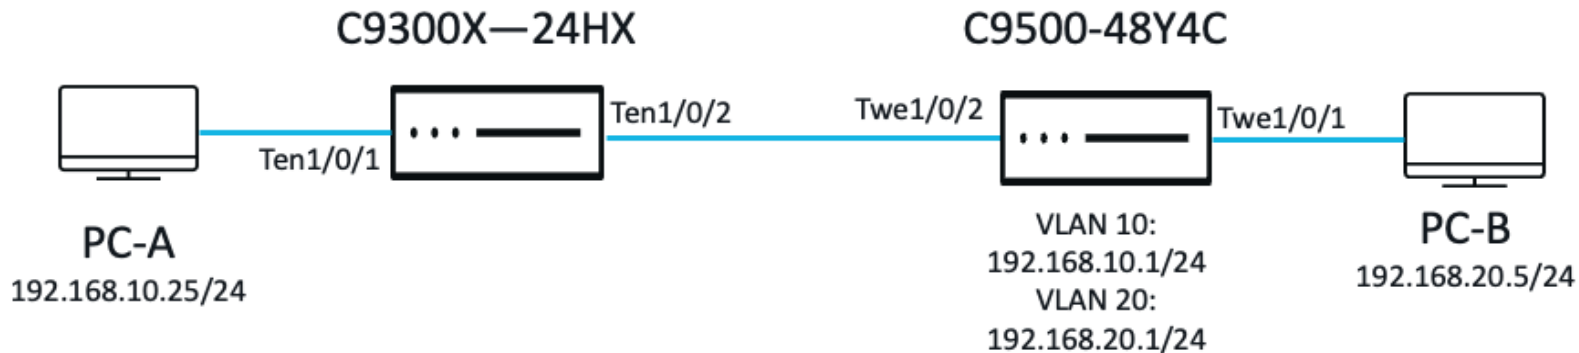 C9300X—24HX
C9500-48Y4C
Ten1/0/1
Ten1/0/2
Twe1/0/2
Twe1/0/1
PC-A
192.168.10.25/24
VLAN 10:
192.168.10.1/24
VLAN 20:
192.168.20.1/24
PC-B
192.168.20.5/24